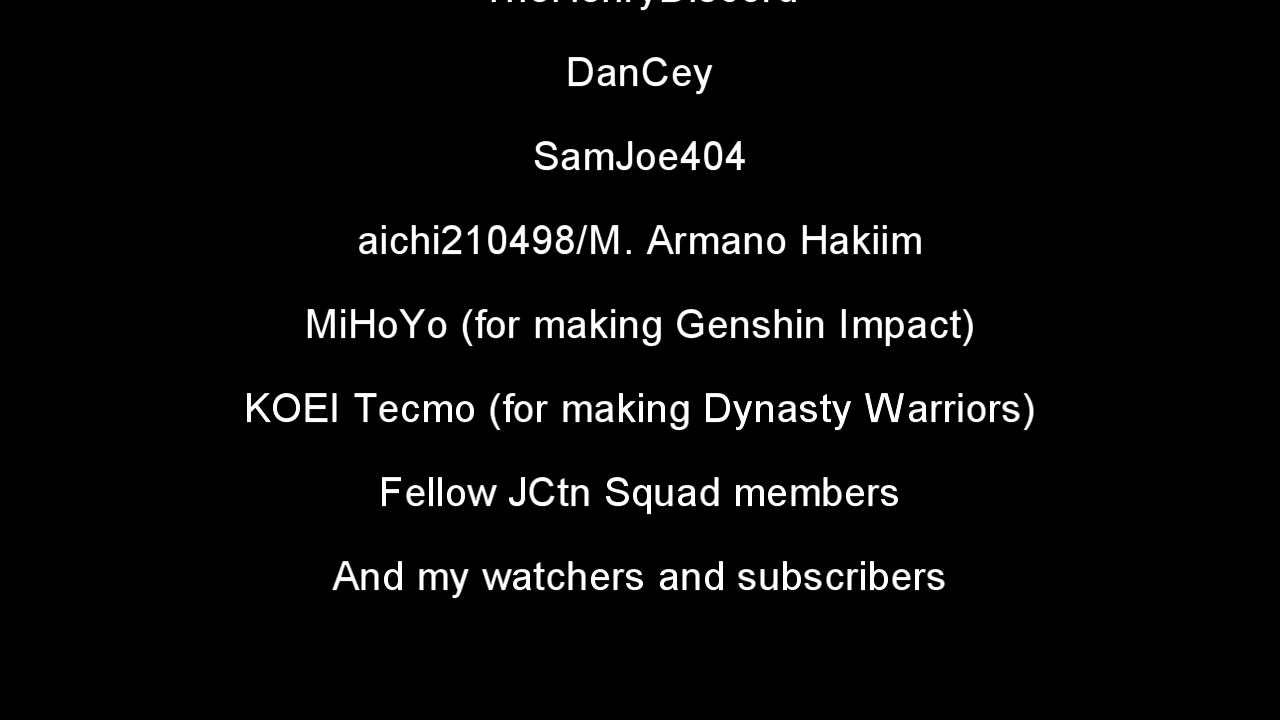 TheHenryDiscord
DanCey
SamJoe404
aichi210498/M. Armano Hakiim
MiHoYo (for making Genshin Impact)
KOEI Tecmo (for making Dynasty Warriors)
Fellow JCtn Squad members
And my watchers and subscribers